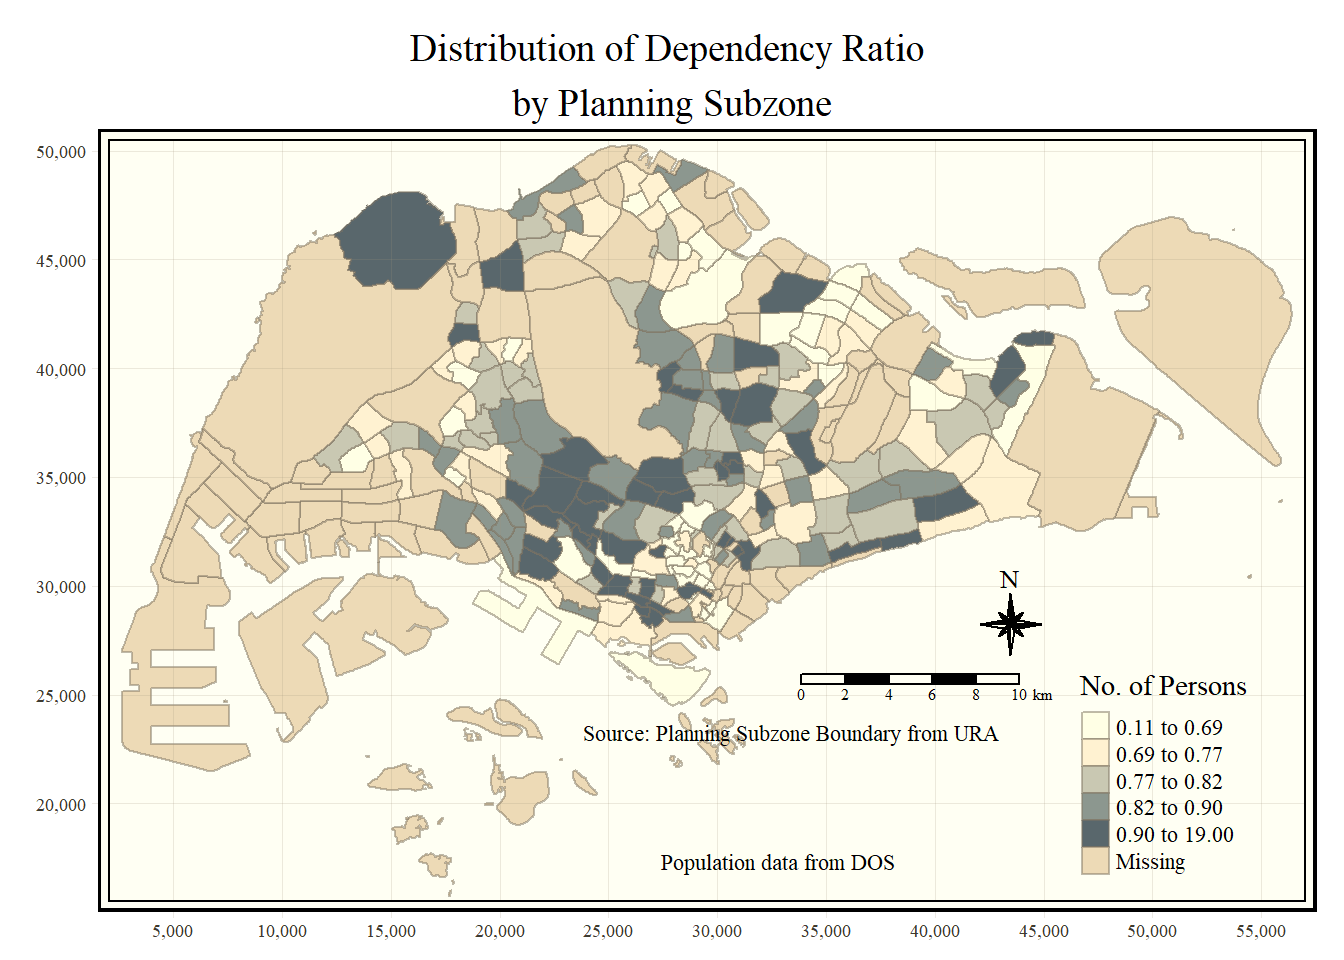 Distribution of Dependency Ratio
by Planning Subzone
50,000
45,000
40,000
35,000
30,000
25,000
20,000
N
0 2 4 6 8 10 km
Source: Planning Subzone Boundary from URA
Population data from DOS
No. of Persons
0.11 to 0.69
0.69 to 0.77
0.77 to 0.82
0.82 to 0.90
0.90 to 19.00
Missing
5,000 10,000 15,000 20,000 25,000 30,000 35,000 40,000 45,000 50,000 55,000